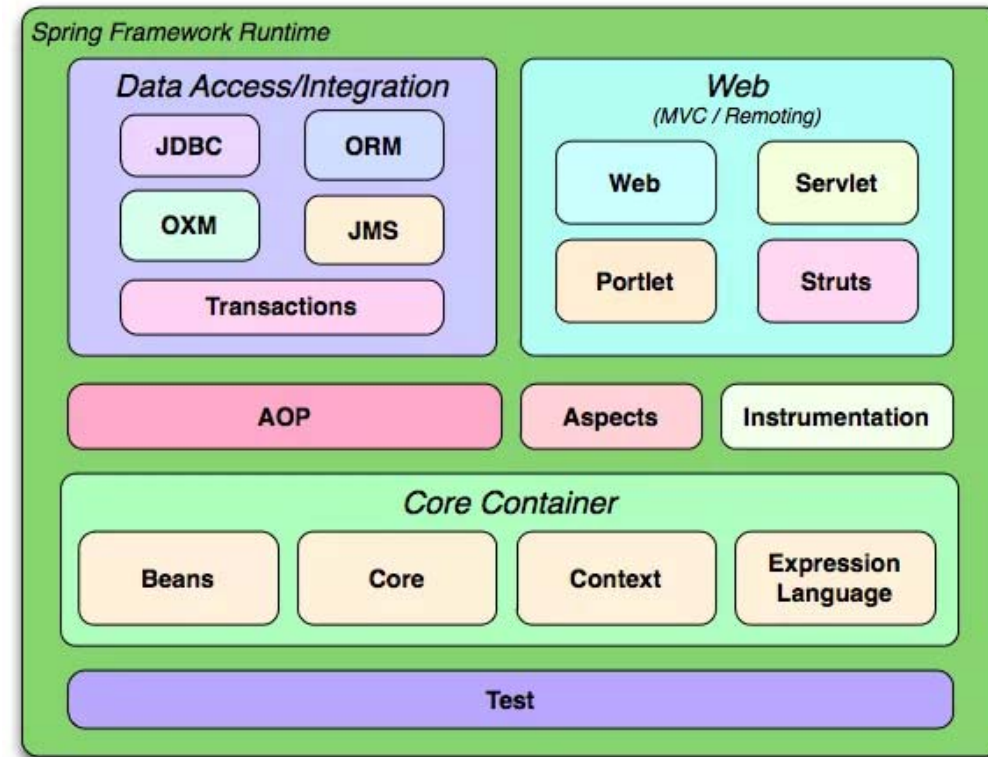 Spring Framework Runtime
Data Access/Integration
JDBC
ORM
OXM
JMS
Transactions
Web
(MVC / Remoting)
Web
Servlet
Portlet
Struts
AOP
Aspects
Instrumentation
Core Container
Beans
Core
Context
Expression
Language
Test